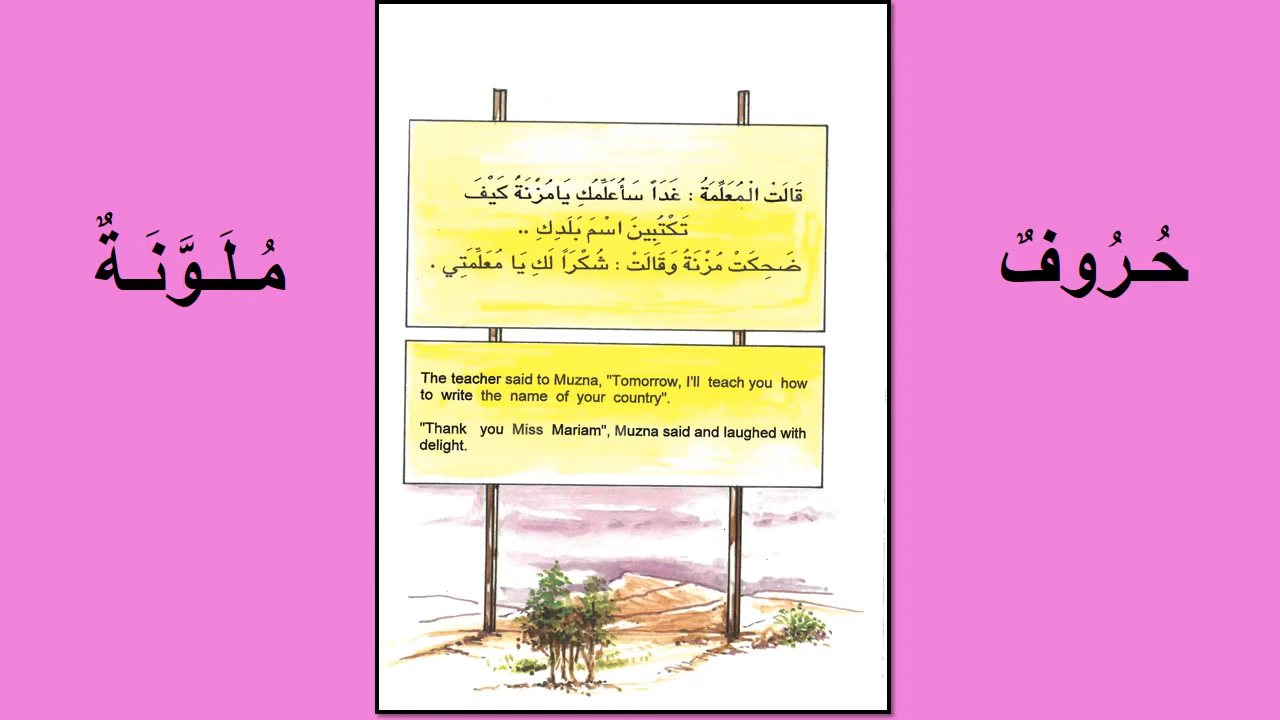 حُـرُوفٌ
مُـلَـوَّنَـةٌ
قَالَتْ الْمُعَلِّمَةُ : غَدَاً سَأُعَلِّمُكِ يَامُزْنَةُ كَيْفَ
تَكْتُبِينَ اسْمَ بَلَدِكِ ..
ضَحِكَتْ مُزْنَةُ وَقَالَتْ : شُكْرَاً لَكِ يَا مُعَلِّمَتِي .
The teacher said to Muzna, "Tomorrow, I'll teach you how
to write the name of your country".
"Thank you Miss Mariam", Muzna said and laughed with
delight.